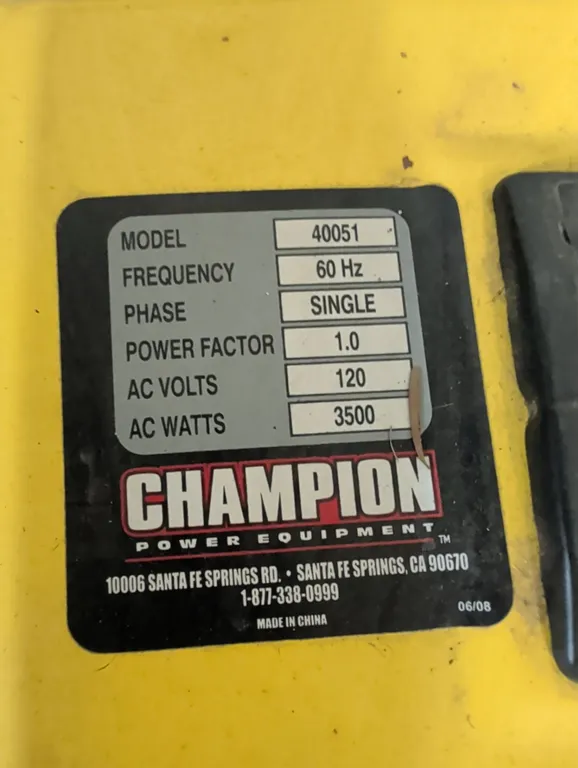 MODEL 40051
FREQUENCY 60 Hz
PHASE SINGLE
POWER FACTOR 1.0
AC VOLTS 120
AC WATTS 3500
CHAMPION
POWER EQUIPMENT ™
10006 SANTA FE SPRINGS RD. • SANTA FE SPRINGS, CA 90670
1-877-338-0999
MADE IN CHINA
06/08